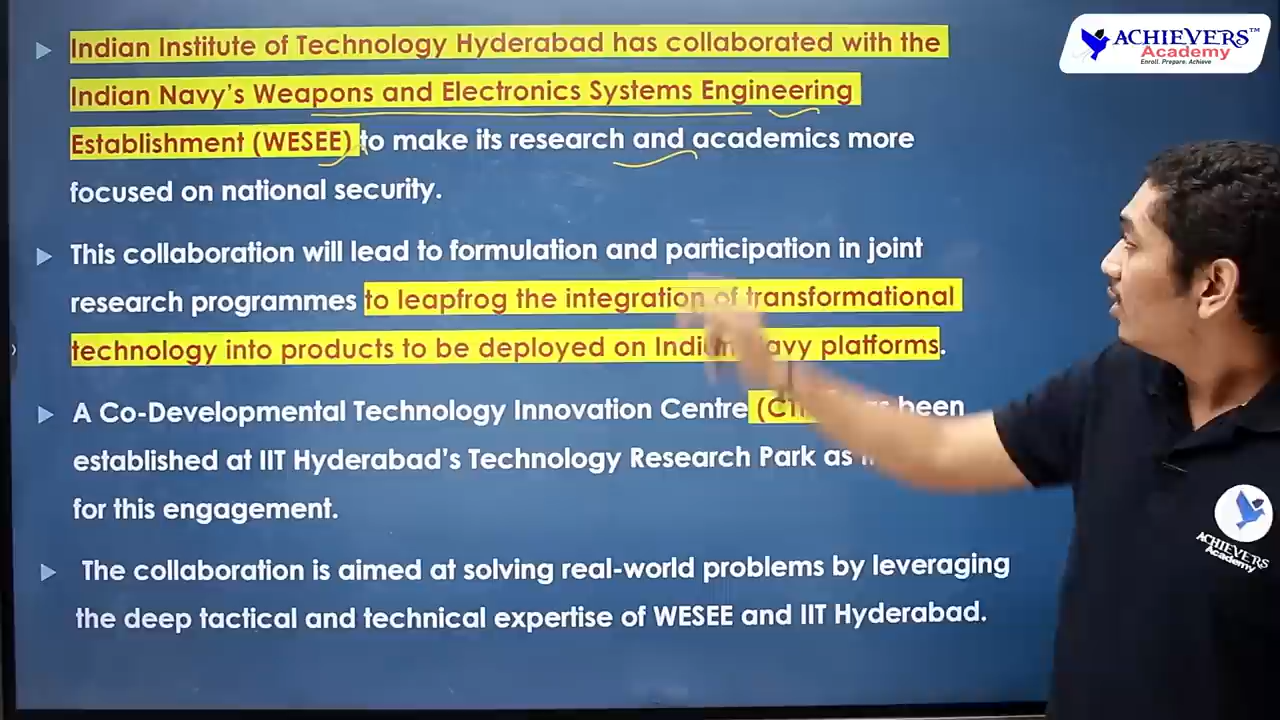 Indian Institute of Technology Hyderabad has collaborated with the
Indian Navy's Weapons and Electronics Systems Engineering
Establishment (WESEE) to make its research and academics more
focused on national security.
This collaboration will lead to formulation and participation in joint
research programmes to leapfrog the integration of transformational
technology into products to be deployed on Indian Navy platforms.
A Co-Developmental Technology Innovation Centre been
established at IIT Hyderabad's Technology Research Park as
for this engagement.
The collaboration is aimed at solving real-world problems by leveraging
the deep tactical and technical expertise of WESEE and IIT Hyderabad.
ACHIEVERS™
Academy
Enroll. Prepare. Achieve
ACHIEVERS
Academy